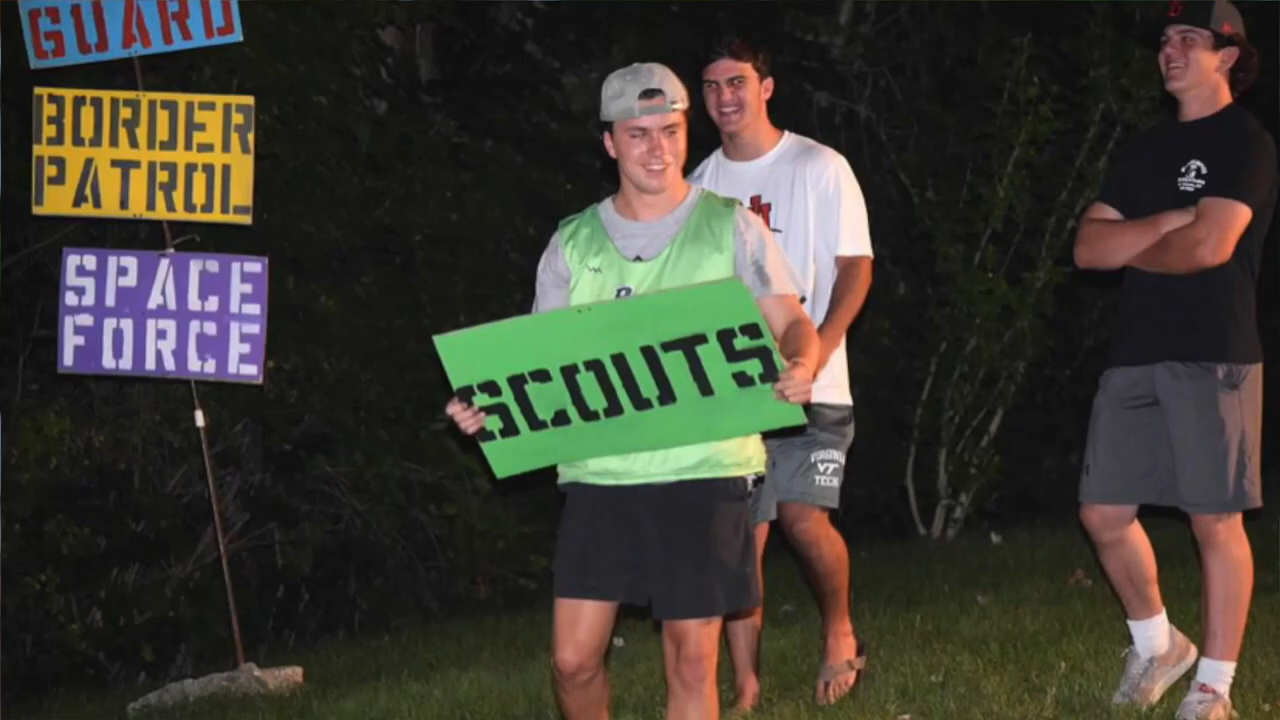 GUARD
BORDER
PATROL
SPACE
FORCE
SCOUTS
VIRGINIA
VT
TECH